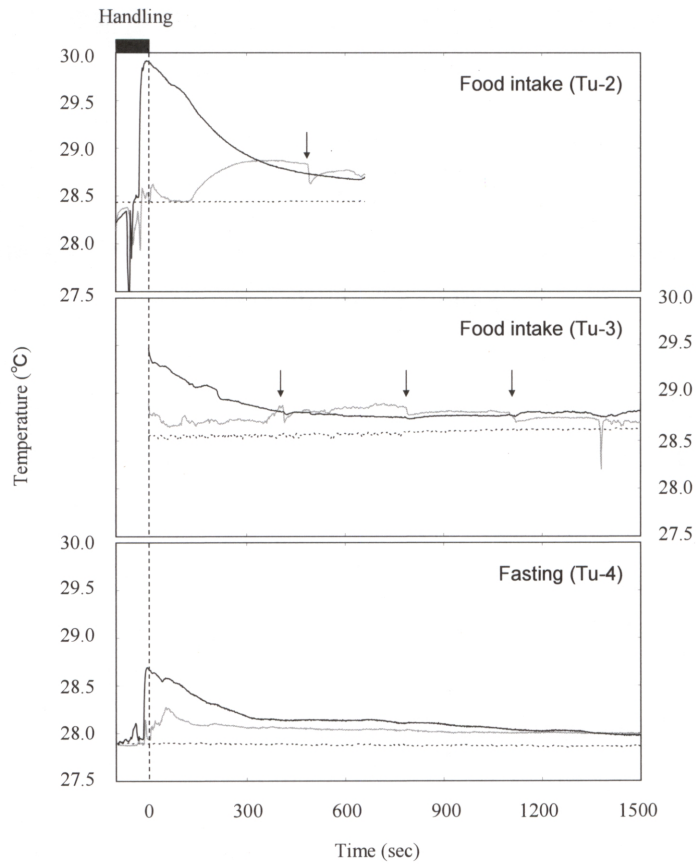 Handling
30.0
Food intake (Tu-2)
29.5
29.0
28.5
28.0
27.5
30.0
Food intake (Tu-3)
29.5
29.0
28.5
28.0
27.5
Temperature (℃)
30.0
Fasting (Tu-4)
29.5
29.0
28.5
28.0
27.5
0 300 600 900 1200 1500
Time (sec)